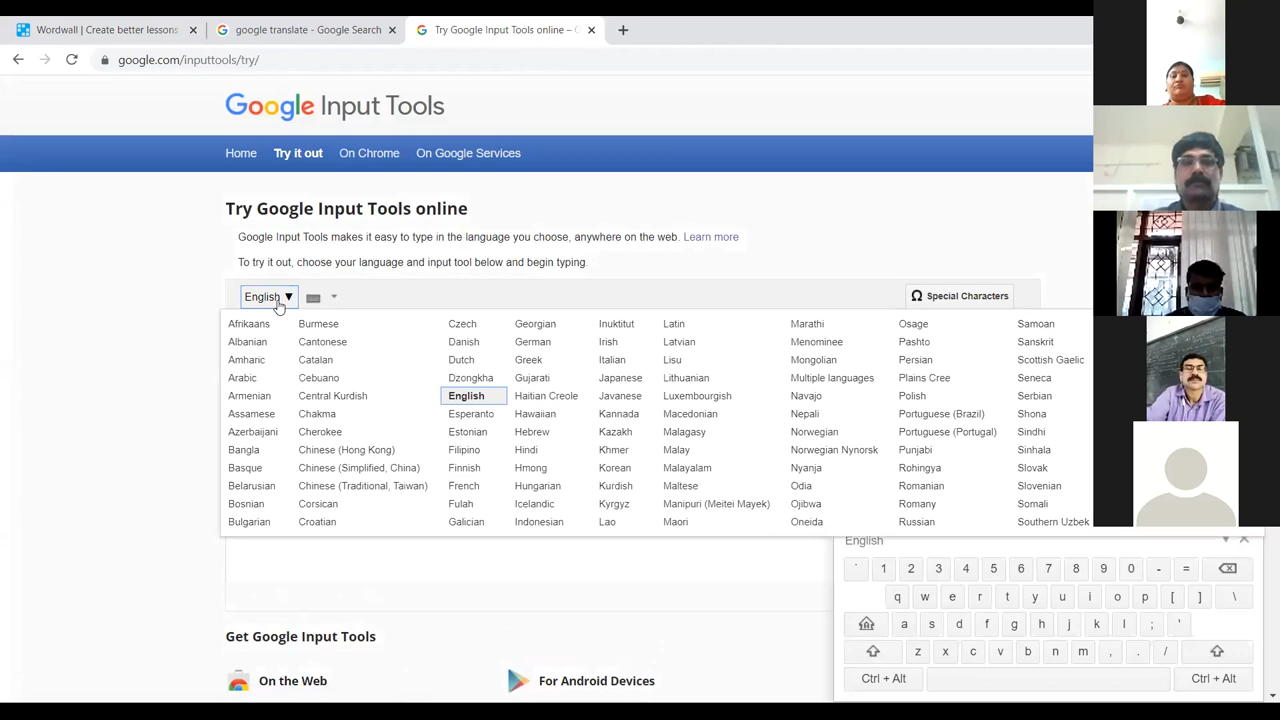 Wordwall | Create better lessons
google translate - Google Search
Try Google Input Tools online –
google.com/inputtools/try/
Google Input Tools
Home Try it out On Chrome On Google Services
Try Google Input Tools online
Google Input Tools makes it easy to type in the language you choose, anywhere on the web. Learn more
To try it out, choose your language and input tool below and begin typing.
English ▼ Ω Special Characters
Afrikaans Burmese Czech Georgian Inuktitut Latin Marathi Osage Samoan
Albanian Cantonese Danish German Irish Latvian Menominee Pashto Sanskrit
Amharic Catalan Dutch Greek Italian Lisu Mongolian Persian Scottish Gaelic
Arabic Cebuano Dzongkha Gujarati Japanese Lithuanian Multiple languages Plains Cree Seneca
Armenian Central Kurdish English Haitian Creole Javanese Luxembourgish Navajo Polish Serbian
Assamese Chakma Esperanto Hawaiian Kannada Macedonian Nepali Portuguese (Brazil) Shona
Azerbaijani Cherokee Estonian Hebrew Kazakh Malagasy Norwegian Portuguese (Portugal) Sindhi
Bangla Chinese (Hong Kong) Filipino Hindi Khmer Malay Norwegian Nynorsk Punjabi Sinhala
Basque Chinese (Simplified, China) Finnish Hmong Korean Malayalam Nyanja Rohingya Slovak
Belarusian Chinese (Traditional, Taiwan) French Hungarian Kurdish Maltese Odia Romanian Slovenian
Bosnian Corsican Fulah Icelandic Kyrgyz Manipuri (Meitei Mayek) Ojibwa Romany Somali
Bulgarian Croatian Galician Indonesian Lao Maori Oneida Russian Southern Uzbek
English
` 1 2 3 4 5 6 7 8 9 0 - =
q w e r t y u i o p [ ] \
a s d f g h j k l ; '
z x c v b n m , . /
Ctrl + Alt Ctrl + Alt
Get Google Input Tools
On the Web For Android Devices